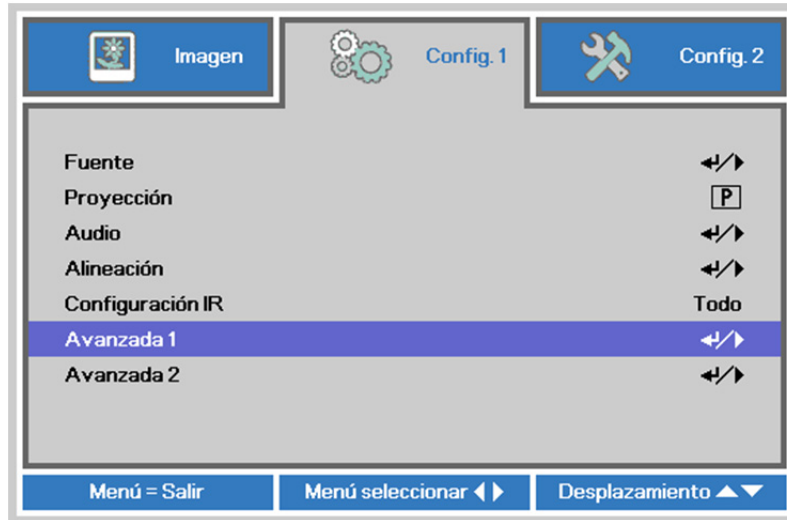 Imagen Config. 1 Config. 2
Fuente ↵/▶
Proyección P
Audio ↵/▶
Alineación ↵/▶
Configuración IR Todo
Avanzada 1 ↵/▶
Avanzada 2 ↵/▶
Menú = Salir Menú seleccionar ◀▶ Desplazamiento ▲▼